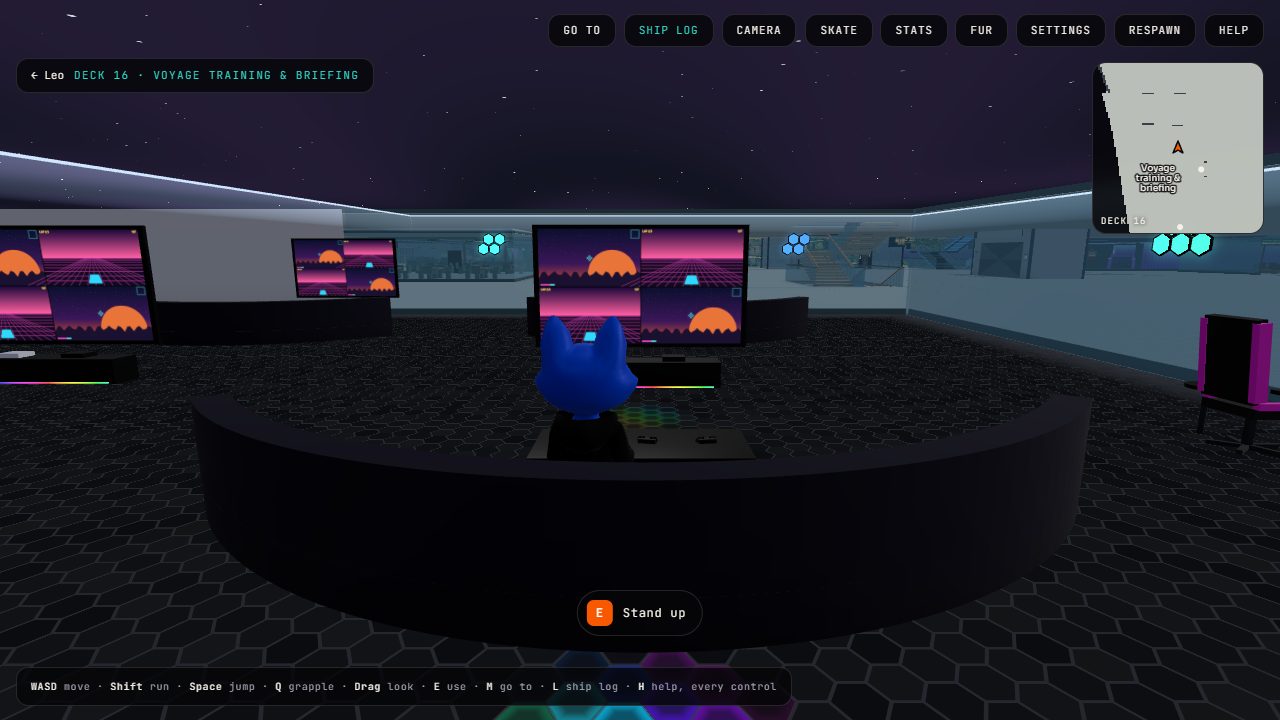 GO TO
SHIP LOG
CAMERA
SKATE
STATS
FUR
SETTINGS
RESPAWN
HELP
← Leo DECK 16 · VOYAGE TRAINING & BRIEFING
Voyage
training &
briefing
DECK 16
E Stand up
WASD move · Shift run · Space jump · Q grapple · Drag look · E use · M go to · L ship log · H help, every control